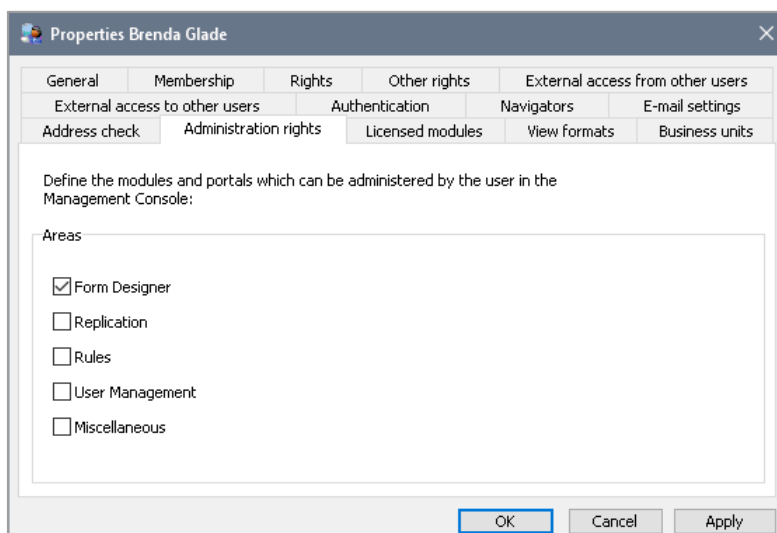 Properties Brenda Glade
General Membership Rights Other rights External access from other users
External access to other users Authentication Navigators E-mail settings
Address check Administration rights Licensed modules View formats Business units
Define the modules and portals which can be administered by the user in the
Management Console:
Areas
Form Designer
Replication
Rules
User Management
Miscellaneous
OK Cancel Apply